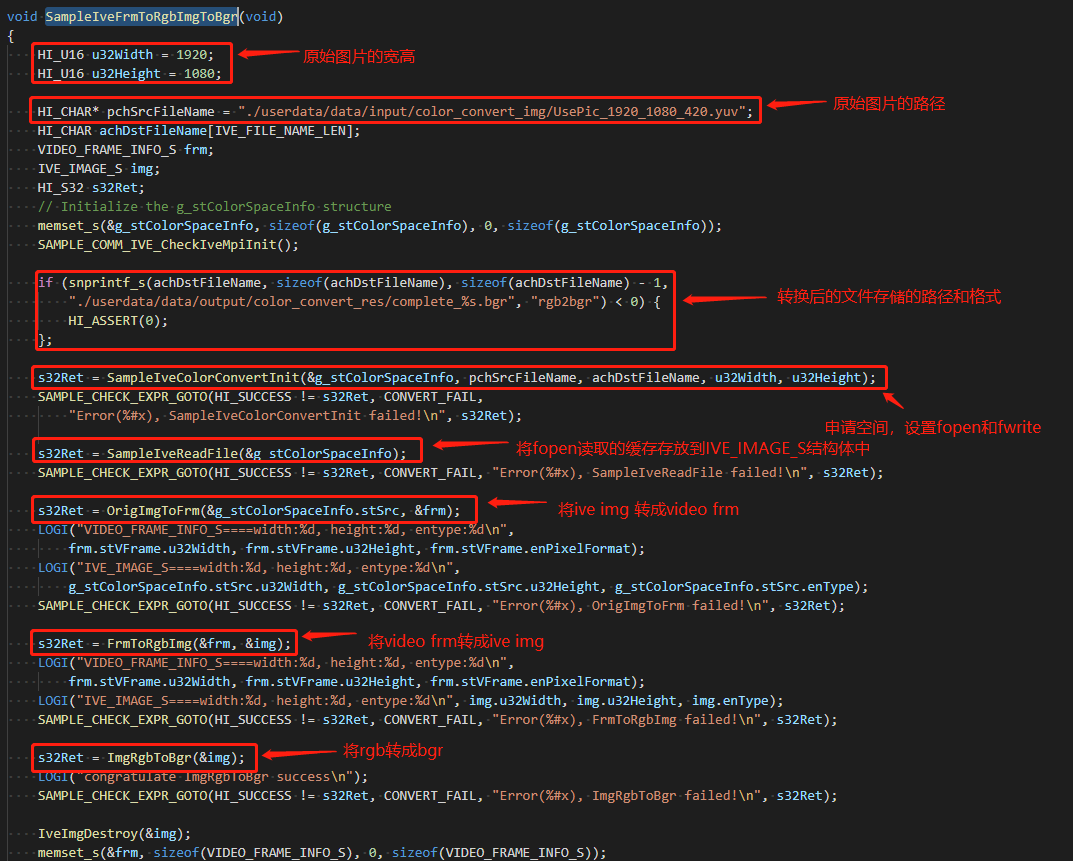 void SampleIveFrmToRgbImgToBgr(void)
{
HI_U16 u32Width = 1920;
原始图片的宽高
HI_U16 u32Height = 1080;
HI_CHAR* pchSrcFileName = "./userdata/data/input/color_convert_img/UsePic_1920_1080_420.yuv";
原始图片的路径
HI_CHAR achDstFileName[IVE_FILE_NAME_LEN];
VIDEO_FRAME_INFO_S frm;
IVE_IMAGE_S img;
HI_S32 s32Ret;
// Initialize the g_stColorSpaceInfo structure
memset_s(&g_stColorSpaceInfo, sizeof(g_stColorSpaceInfo), 0, sizeof(g_stColorSpaceInfo));
SAMPLE_COMM_IVE_CheckIveMpiInit();
if (snprintf_s(achDstFileName, sizeof(achDstFileName), sizeof(achDstFileName) - 1,
"./userdata/data/output/color_convert_res/complete_%s.bgr", "rgb2bgr") < 0) {
转换后的文件存储的路径和格式
HI_ASSERT(0);
};
s32Ret = SampleIveColorConvertInit(&g_stColorSpaceInfo, pchSrcFileName, achDstFileName, u32Width, u32Height);
SAMPLE_CHECK_EXPR_GOTO(HI_SUCCESS != s32Ret, CONVERT_FAIL,
"Error(%#x), SampleIveColorConvertInit failed!\n", s32Ret);
申请空间，设置fopen和fwrite
s32Ret = SampleIveReadFile(&g_stColorSpaceInfo);
将fopen读取的缓存存放到IVE_IMAGE_S结构体中
SAMPLE_CHECK_EXPR_GOTO(HI_SUCCESS != s32Ret, CONVERT_FAIL, "Error(%#x), SampleIveReadFile failed!\n", s32Ret);
s32Ret = OrigImgToFrm(&g_stColorSpaceInfo.stSrc, &frm);
将ive img 转成video frm
LOGI("VIDEO_FRAME_INFO_S====width:%d, height:%d, entype:%d\n",
frm.stVFrame.u32Width, frm.stVFrame.u32Height, frm.stVFrame.enPixelFormat);
LOGI("IVE_IMAGE_S====width:%d, height:%d, entype:%d\n",
g_stColorSpaceInfo.stSrc.u32Width, g_stColorSpaceInfo.stSrc.u32Height, g_stColorSpaceInfo.stSrc.enType);
SAMPLE_CHECK_EXPR_GOTO(HI_SUCCESS != s32Ret, CONVERT_FAIL, "Error(%#x), OrigImgToFrm failed!\n", s32Ret);
s32Ret = FrmToRgbImg(&frm, &img);
将video frm转成ive img
LOGI("VIDEO_FRAME_INFO_S====width:%d, height:%d, entype:%d\n",
frm.stVFrame.u32Width, frm.stVFrame.u32Height, frm.stVFrame.enPixelFormat);
LOGI("IVE_IMAGE_S====width:%d, height:%d, entype:%d\n", img.u32Width, img.u32Height, img.enType);
SAMPLE_CHECK_EXPR_GOTO(HI_SUCCESS != s32Ret, CONVERT_FAIL, "Error(%#x), FrmToRgbImg failed!\n", s32Ret);
s32Ret = ImgRgbToBgr(&img);
将rgb转成bgr
LOGI("congratulate ImgRgbToBgr success\n");
SAMPLE_CHECK_EXPR_GOTO(HI_SUCCESS != s32Ret, CONVERT_FAIL, "Error(%#x), ImgRgbToBgr failed!\n", s32Ret);
IveImgDestroy(&img);
memset_s(&frm, sizeof(VIDEO_FRAME_INFO_S), 0, sizeof(VIDEO_FRAME_INFO_S));